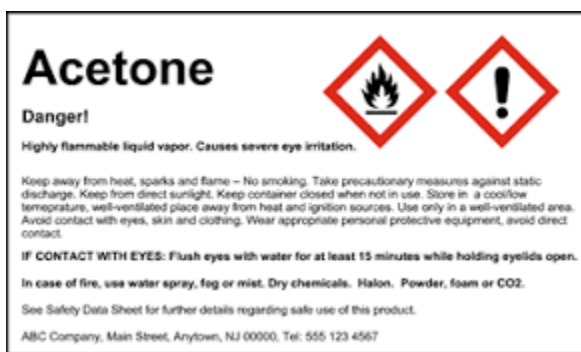 Acetone
Danger!
Highly flammable liquid vapor. Causes severe eye irritation.
Keep away from heat, sparks and flame – No smoking. Take precautionary measures against static
discharge. Keep from direct sunlight. Keep container closed when not in use. Store in a cool/low
temeprature, well-ventilated place away from heat and ignition sources. Use only in a well-ventilated area.
Avoid contact with eyes, skin and clothing. Wear appropriate personal protective equipment, avoid direct
contact.
IF CONTACT WITH EYES: Flush eyes with water for at least 15 minutes while holding eyelids open.
In case of fire, use water spray, fog or mist. Dry chemicals. Halon. Powder, foam or CO2.
See Safety Data Sheet for further details regarding safe use of this product.
ABC Company, Main Street, Anytown, NJ 00000, Tel: 555 123 4567